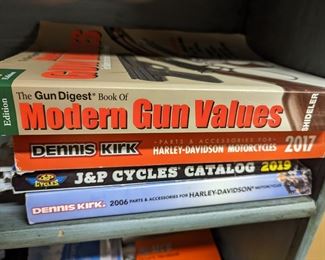 The Gun Digest® Book Of
Modern Gun Values
Edition
SHIDELER
DENNIS KIRK
PARTS & ACCESSORIES FOR
HARLEY-DAVIDSON MOTORCYCLES 2017
J&P CYCLES
J&P CYCLES CATALOG 2019
DENNIS KIRK. 2006 PARTS & ACCESSORIES FOR HARLEY-DAVIDSON MOTORCYCLES